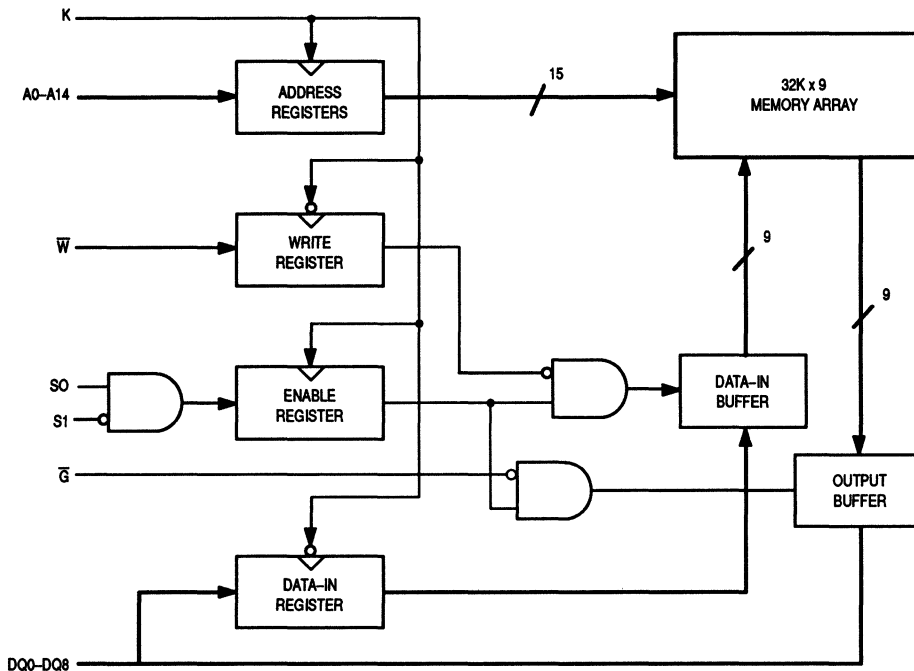 K
A0–A14
ADDRESS
REGISTERS
15
32K x 9
MEMORY ARRAY
W̅
WRITE
REGISTER
9
9
S0
S1
ENABLE
REGISTER
DATA–IN
BUFFER
G̅
OUTPUT
BUFFER
DATA–IN
REGISTER
DQ0–DQ8